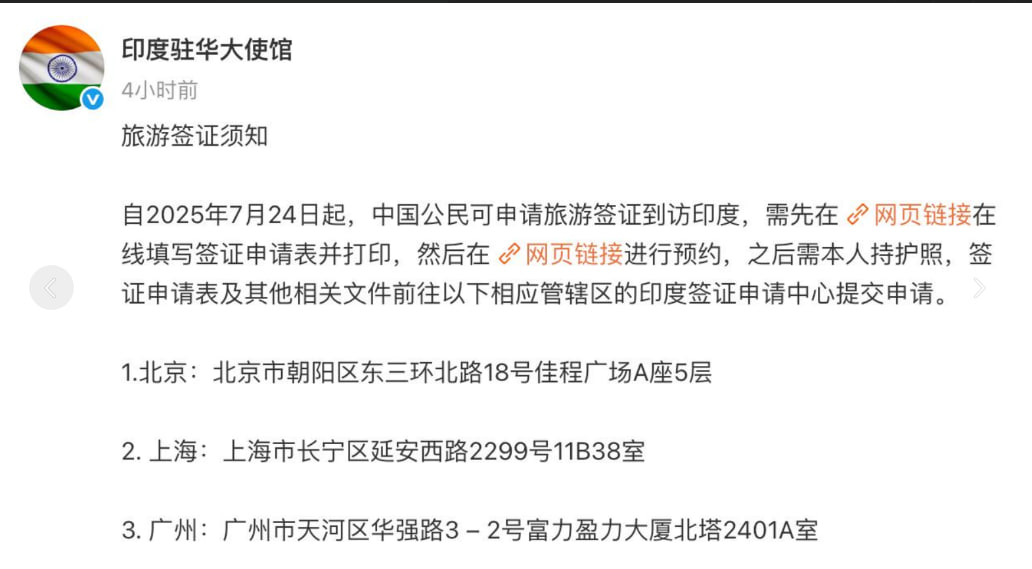 印度驻华大使馆
4小时前
旅游签证须知
自2025年7月24日起，中国公民可申请旅游签证到访印度，需先在 网页链接在
线填写签证申请表并打印，然后在 网页链接进行预约，之后需本人持护照，签
证申请表及其他相关文件前往以下相应管辖区的印度签证申请中心提交申请。
1.北京：北京市朝阳区东三环北路18号佳程广场A座5层
2. 上海：上海市长宁区延安西路2299号11B38室
3. 广州：广州市天河区华强路3 – 2号富力盈力大厦北塔2401A室